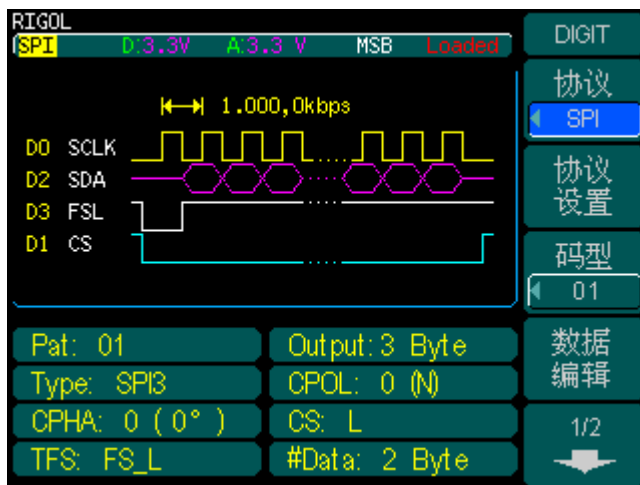 RIGOL
SPI D:3.3V A:3.3 V MSB Loaded
1.000,0kbps
D0 SCLK
D2 SDA
D3 FSL
D1 CS
Pat: 01
Output: 3 Byte
Type: SPI3
CPOL: 0 (N)
CPHA: 0 ( 0° )
CS: L
TFS: FS_L
#Data: 2 Byte
DIGIT
协议
SPI
协议
设置
码型
01
数据
编辑
1/2